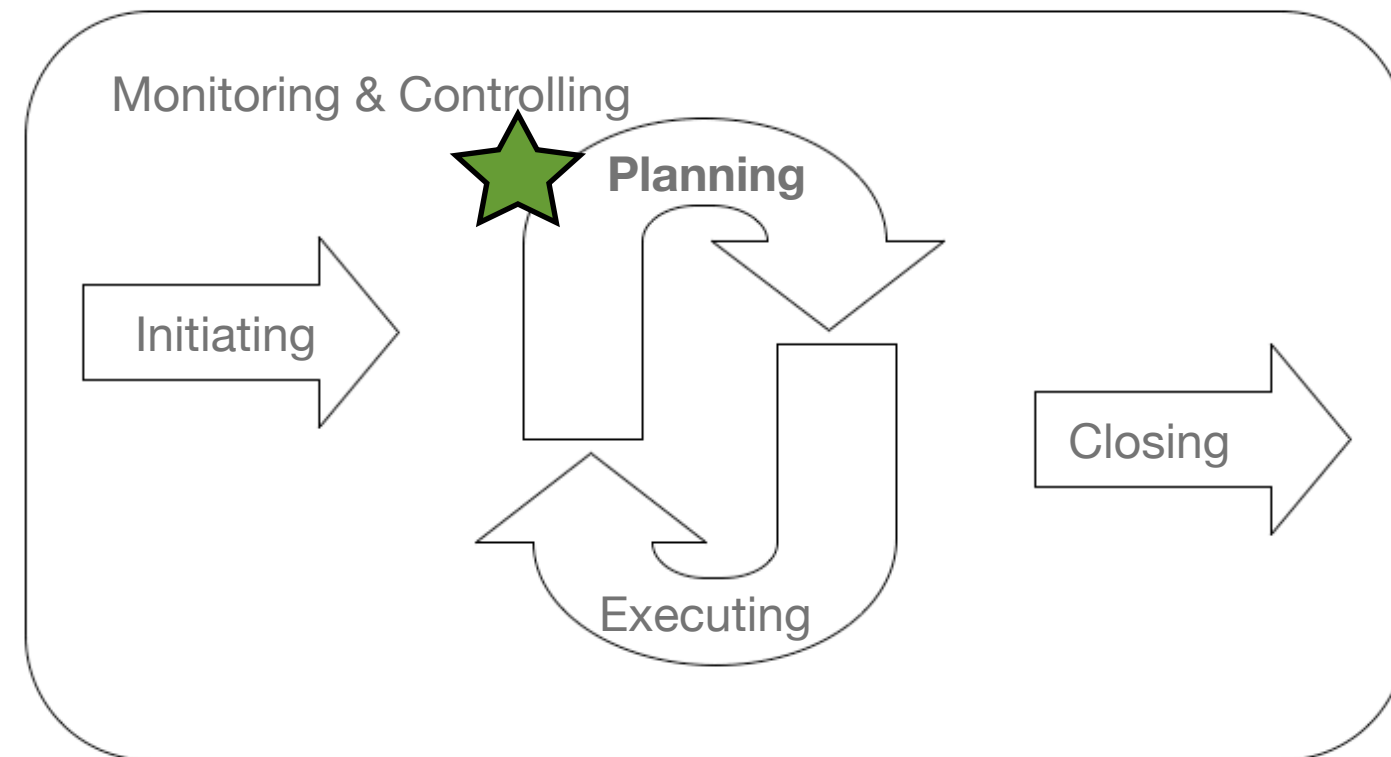 Monitoring & Controlling
Planning
Initiating
Closing
Executing